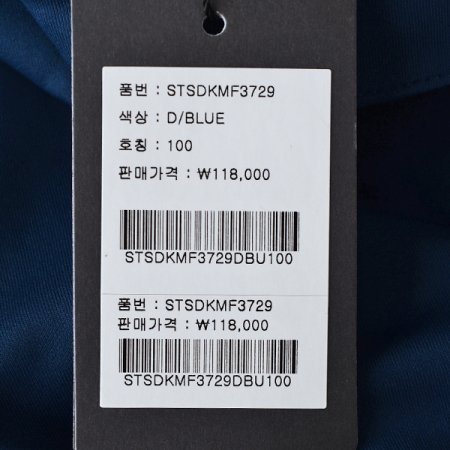 품번 : STSDKMF3729
색상 : D/BLUE
호칭 : 100
판매가격 : ₩118,000
STSDKMF3729DBU100
품번 : STSDKMF3729
판매가격 : ₩118,000
STSDKMF3729DBU100